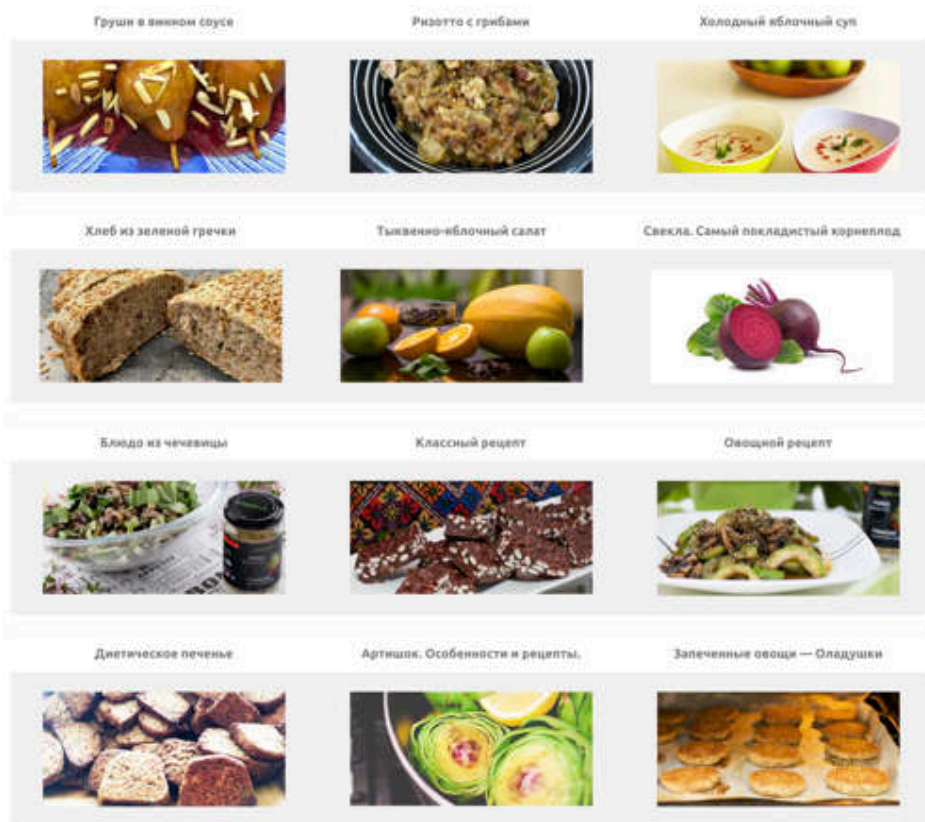 Груши в винном соусе
Ризотто с грибами
Холодный яблочный суп
Хлеб из зеленой гречки
Тыквенно-яблочный салат
Свекла. Самый покладистый корнеплод
Блюдо из чечевицы
Классный рецепт
Овощной рецепт
Диетическое печенье
Артишок. Особенности и рецепты.
Запеченные овощи — Оладушки